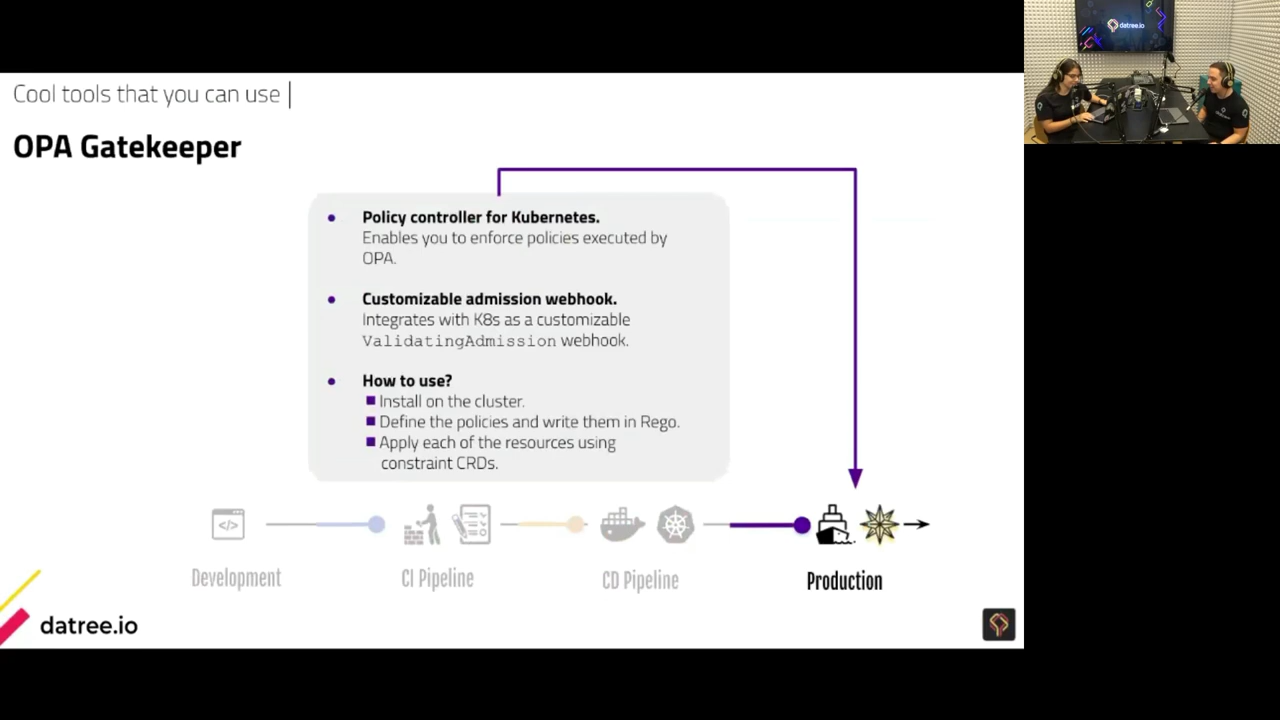 Cool tools that you can use |
OPA Gatekeeper
• Policy controller for Kubernetes.
Enables you to enforce policies executed by
OPA.
• Customizable admission webhook.
Integrates with K8s as a customizable
ValidatingAdmission webhook.
• How to use?
■ Install on the cluster.
■ Define the policies and write them in Rego.
■ Apply each of the resources using
constraint CRDs.
</>
Development
CI Pipeline
CD Pipeline
Production
datree.io
datree.io